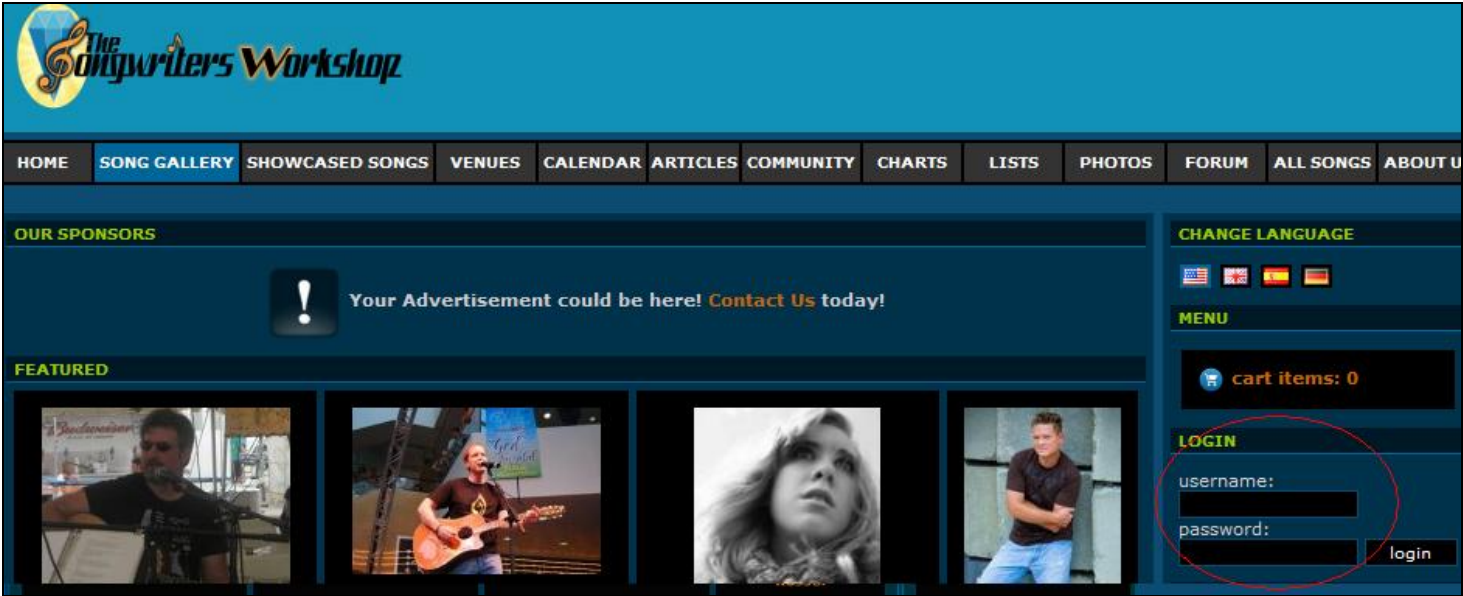 The Songwriters Workshop
HOME SONG GALLERY SHOWCASED SONGS VENUES CALENDAR ARTICLES COMMUNITY CHARTS LISTS PHOTOS FORUM ALL SONGS ABOUT U
OUR SPONSORS
Your Advertisement could be here! Contact Us today!
FEATURED
Budweiser
God
CHANGE LANGUAGE
MENU
cart items: 0
LOGIN
username:
password:
login